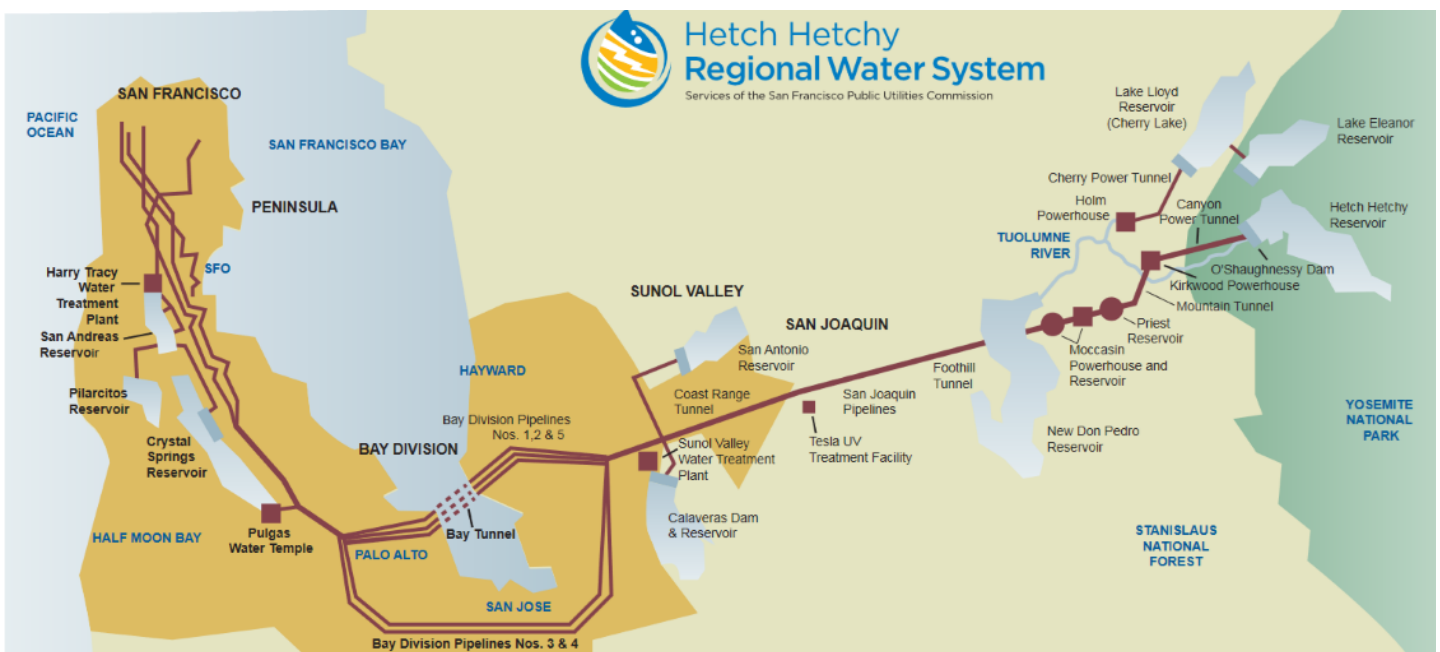 Hetch Hetchy
Regional Water System
Services of the San Francisco Public Utilities Commission
SAN FRANCISCO
PACIFIC
OCEAN
SAN FRANCISCO BAY
PENINSULA
SFO
Harry Tracy
Water
Treatment
Plant
San Andreas
Reservoir
Pilarcitos
Reservoir
Crystal
Springs
Reservoir
HALF MOON BAY
Pulgas
Water Temple
PALO ALTO
BAY DIVISION
HAYWARD
Bay Division Pipelines
Nos. 1,2 & 5
Bay Tunnel
SAN JOSE
Bay Division Pipelines Nos. 3 & 4
SUNOL VALLEY
San Antonio
Reservoir
Coast Range
Tunnel
Sunol Valley
Water Treatment
Plant
Calaveras Dam
& Reservoir
SAN JOAQUIN
San Joaquin
Pipelines
Tesla UV
Treatment Facility
Foothill
Tunnel
New Don Pedro
Reservoir
Moccasin
Powerhouse and
Reservoir
Priest
Reservoir
Mountain Tunnel
Kirkwood Powerhouse
O'Shaughnessy Dam
TUOLUMNE
RIVER
Holm
Powerhouse
Cherry Power Tunnel
Canyon
Power Tunnel
Lake Lloyd
Reservoir
(Cherry Lake)
Lake Eleanor
Reservoir
Hetch Hetchy
Reservoir
YOSEMITE
NATIONAL
PARK
STANISLAUS
NATIONAL
FOREST